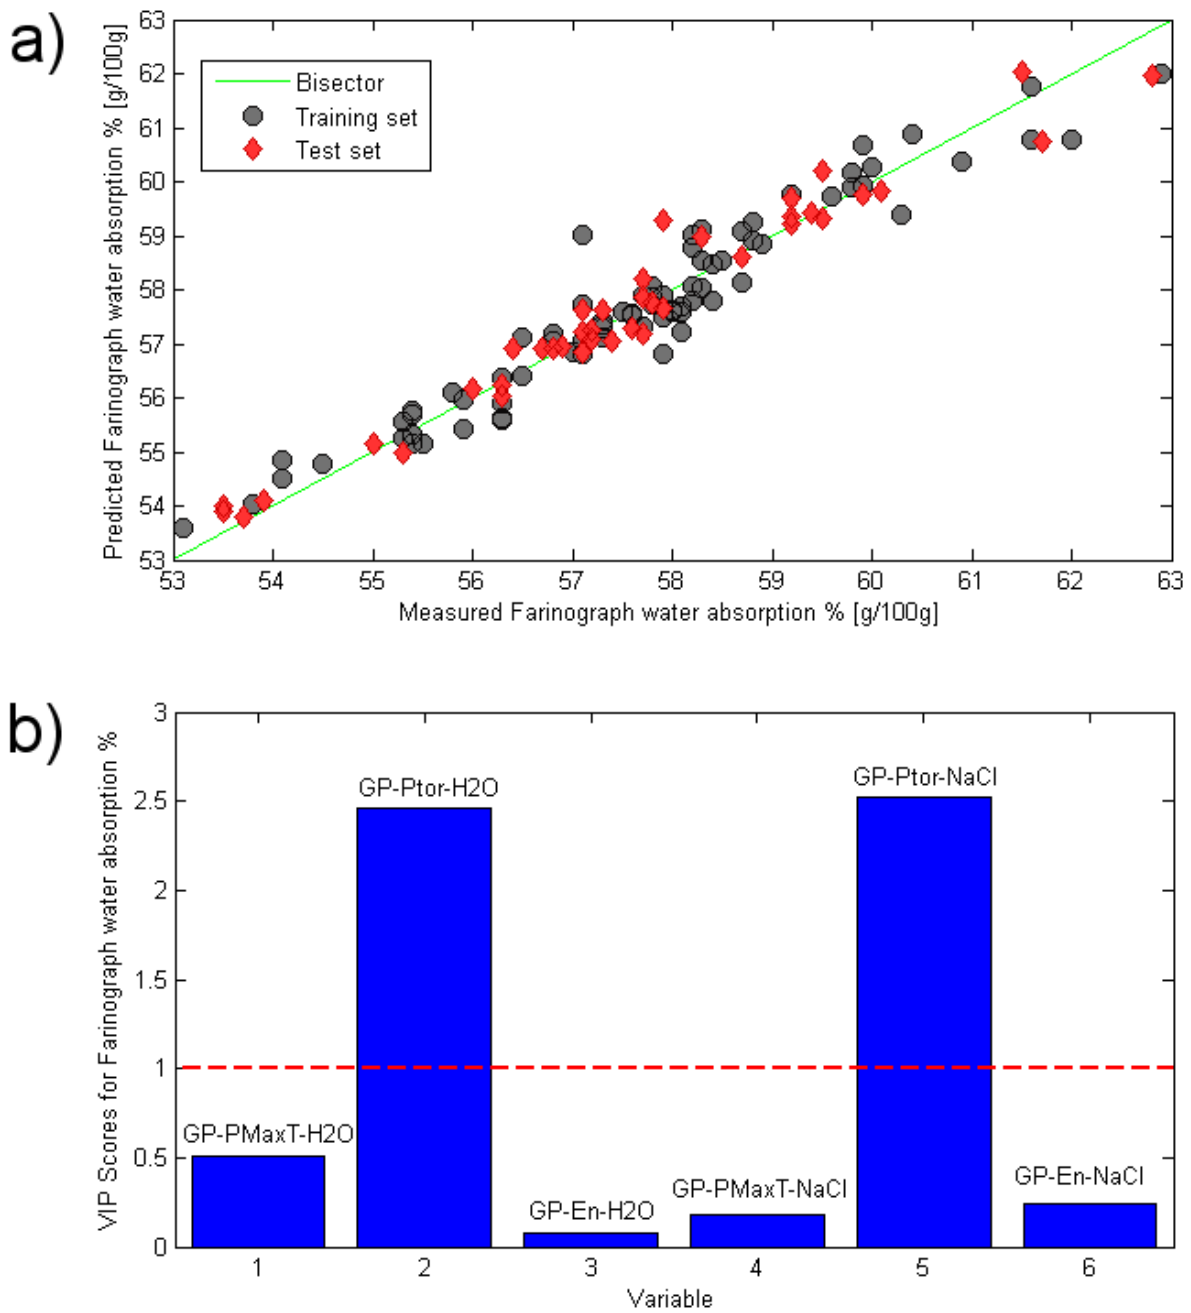 a)
Predicted Farinograph water absorption % [g/100g]
63
62
61
60
59
58
57
56
55
54
53
Bisector
Training set
Test set
53 54 55 56 57 58 59 60 61 62 63
Measured Farinograph water absorption % [g/100g]
b)
VIP Scores for Farinograph water absorption %
3
2.5
2
1.5
1
0.5
0
GP-PMaxT-H2O
GP-Ptor-H2O
GP-En-H2O
GP-PMaxT-NaCl
GP-Ptor-NaCl
GP-En-NaCl
1 2 3 4 5 6
Variable